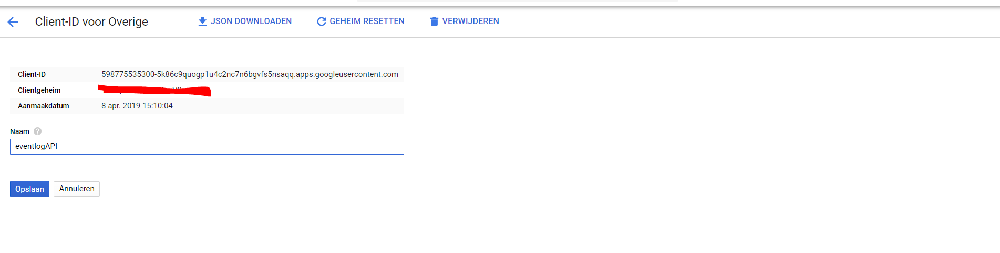 Client-ID voor Overige JSON DOWNLOADEN GEHEIM RESETTEN VERWIJDEREN
Client-ID 598775535300-5k86c9quogp1u4c2nc7n6bgvfs5nsaqq.apps.googleusercontent.com
Clientgeheim
Aanmaakdatum 8 apr. 2019 15:10:04
Naam ?
eventlogAPI
Opslaan Annuleren